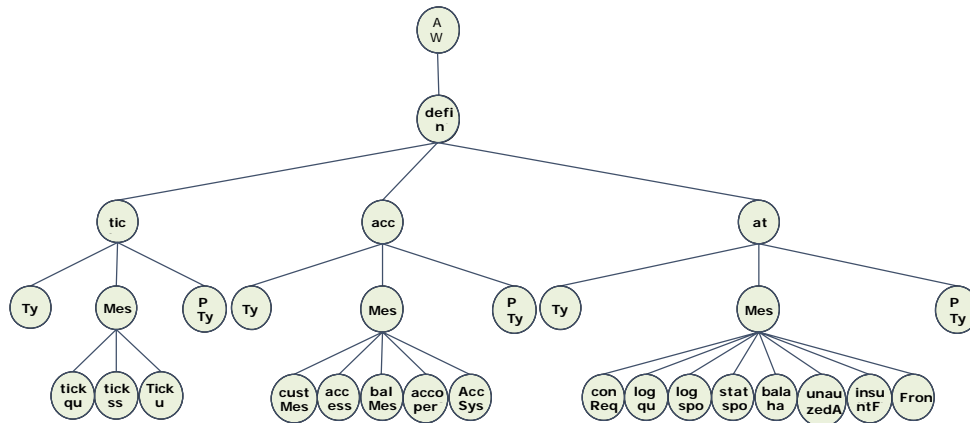 A
W
defi
n
tic
acc
at
Ty
Mes
P
Ty
Ty
Mes
P
Ty
Ty
Mes
P
Ty
tick
qu
tick
ss
Tick
u
cust
Mes
acc
ess
bal
Mes
acco
per
Acc
Sys
con
Req
log
qu
log
spo
stat
spo
bala
ha
unau
zedA
insu
ntF
Fron